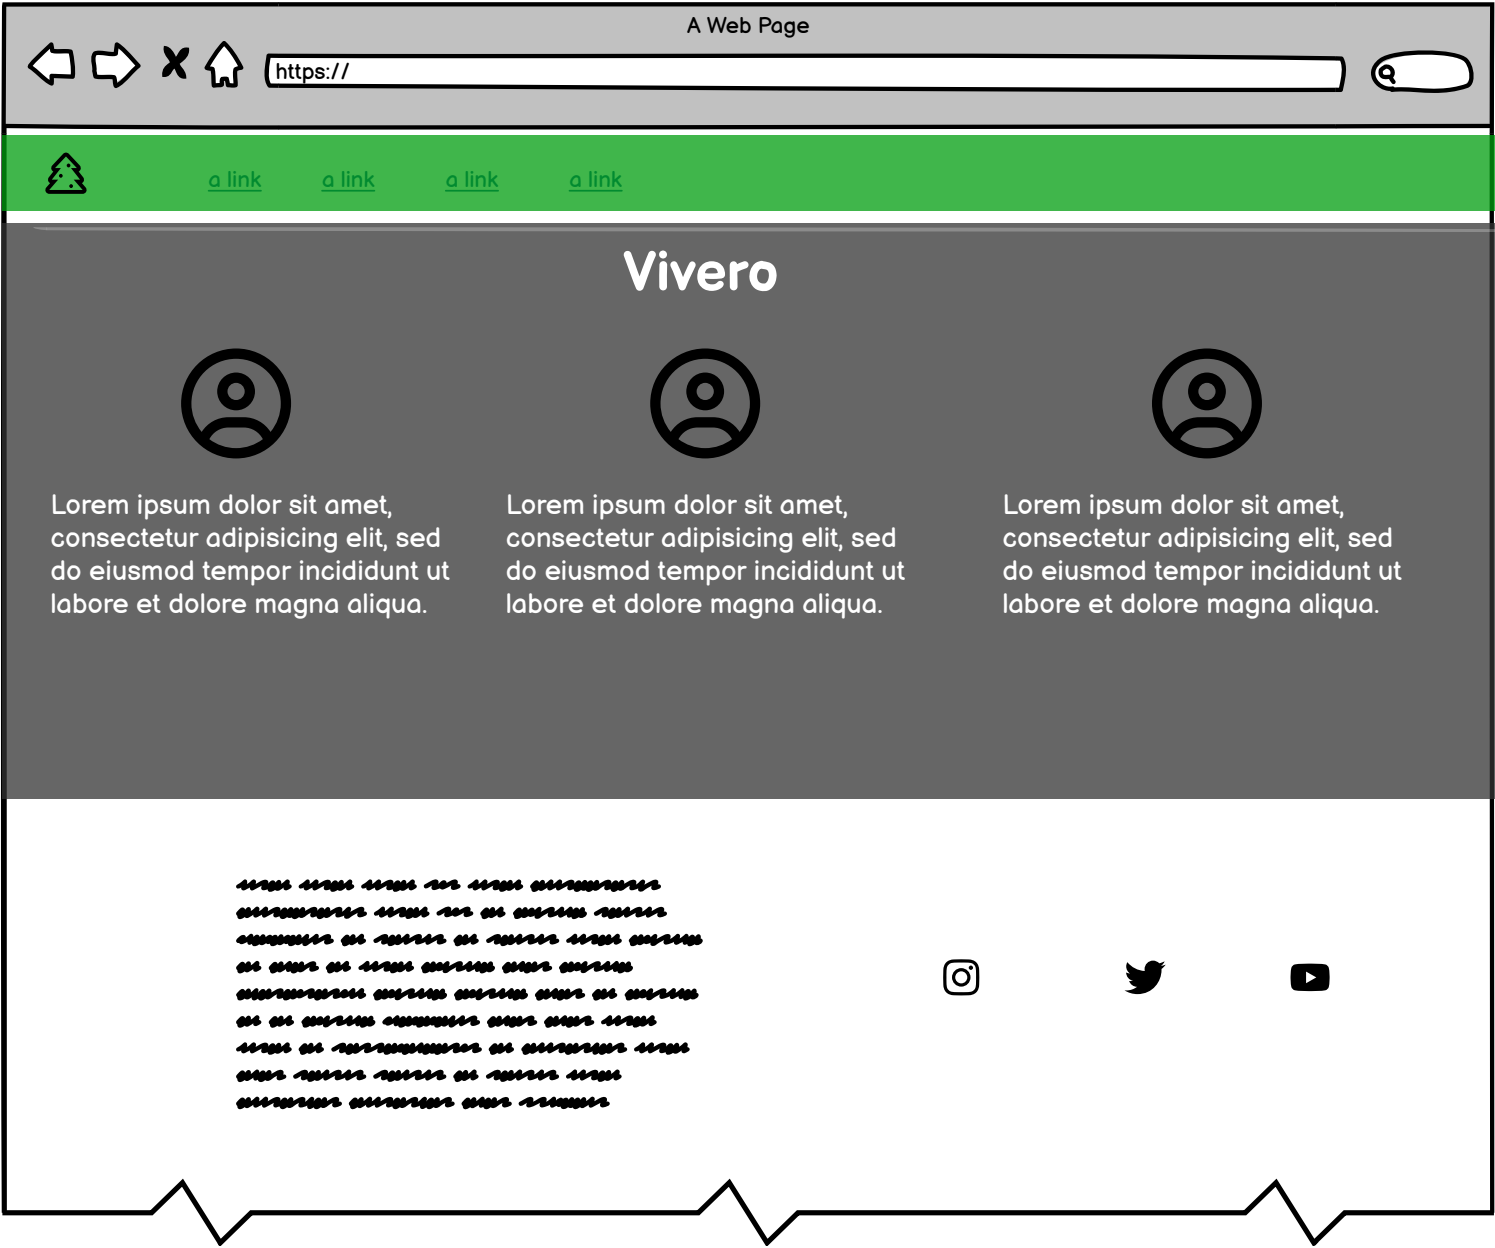 A Web Page
https://
a link a link a link a link
Vivero
Lorem ipsum dolor sit amet,
consectetur adipisicing elit, sed
do eiusmod tempor incididunt ut
labore et dolore magna aliqua.
Lorem ipsum dolor sit amet,
consectetur adipisicing elit, sed
do eiusmod tempor incididunt ut
labore et dolore magna aliqua.
Lorem ipsum dolor sit amet,
consectetur adipisicing elit, sed
do eiusmod tempor incididunt ut
labore et dolore magna aliqua.